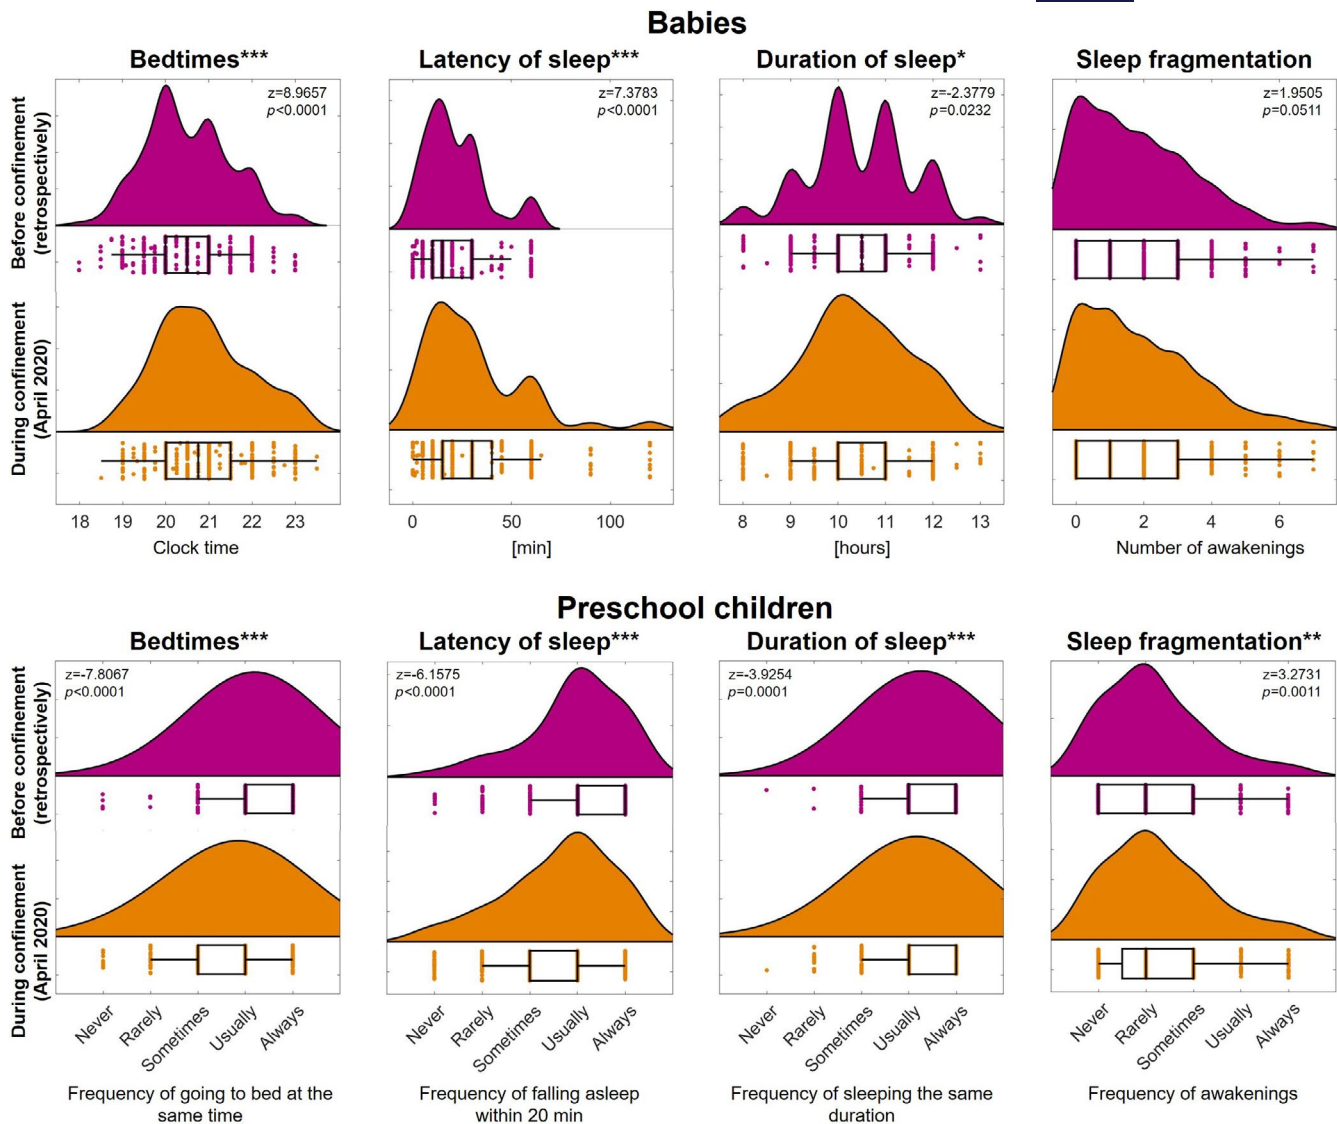 Babies
Bedtimes***
Latency of sleep***
Duration of sleep*
Sleep fragmentation
z=8.9657
p<0.0001
z=7.3783
p<0.0001
z=-2.3779
p=0.0232
z=1.9505
p=0.0511
Before confinement
(retrospectively)
During confinement
(April 2020)
18 19 20 21 22 23
Clock time
0 50 100
[min]
8 9 10 11 12 13
[hours]
0 2 4 6
Number of awakenings
Preschool children
Bedtimes***
Latency of sleep***
Duration of sleep***
Sleep fragmentation**
z=-7.8067
p<0.0001
z=-6.1575
p<0.0001
z=-3.9254
p=0.0001
z=3.2731
p=0.0011
Before confinement
(retrospectively)
During confinement
(April 2020)
Never Rarely Sometimes Usually Always
Frequency of going to bed at the
same time
Never Rarely Sometimes Usually Always
Frequency of falling asleep
within 20 min
Never Rarely Sometimes Usually Always
Frequency of sleeping the same
duration
Never Rarely Sometimes Usually Always
Frequency of awakenings